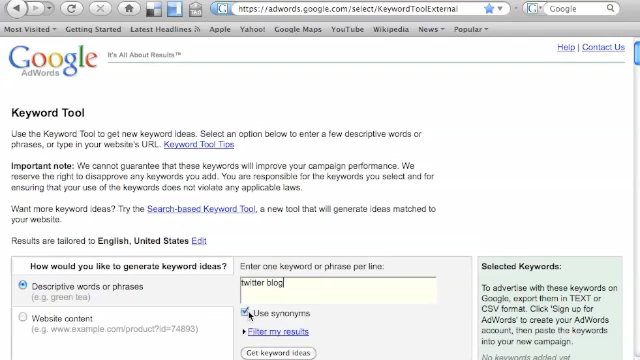 https://adwords.google.com/select/KeywordToolExternal
Google
Most Visited Getting Started Latest Headlines Apple Yahoo! Google Maps YouTube Wikipedia News Popular
Google
AdWords
It's All About Results™
Help | Contact Us
Keyword Tool
Use the Keyword Tool to get new keyword ideas. Select an option below to enter a few descriptive words or
phrases, or type in your website's URL. Keyword Tool Tips
Important note: We cannot guarantee that these keywords will improve your campaign performance. We
reserve the right to disapprove any keywords you add. You are responsible for the keywords you select and for
ensuring that your use of the keywords does not violate any applicable laws.
Want more keyword ideas? Try the Search-based Keyword Tool, a new tool that will generate ideas matched to
your website.
Results are tailored to English, United States Edit
How would you like to generate keyword ideas?
Descriptive words or phrases
(e.g. green tea)
Website content
(e.g. www.example.com/product?id=74893)
Enter one keyword or phrase per line:
twitter blog
Use synonyms
Filter my results
Get keyword ideas
Selected Keywords:
To advertise with these keywords on
Google, export them in TEXT or
CSV format. Click 'Sign up for
AdWords' to create your AdWords
account, then paste the keywords
into your new campaign.
No keywords added yet